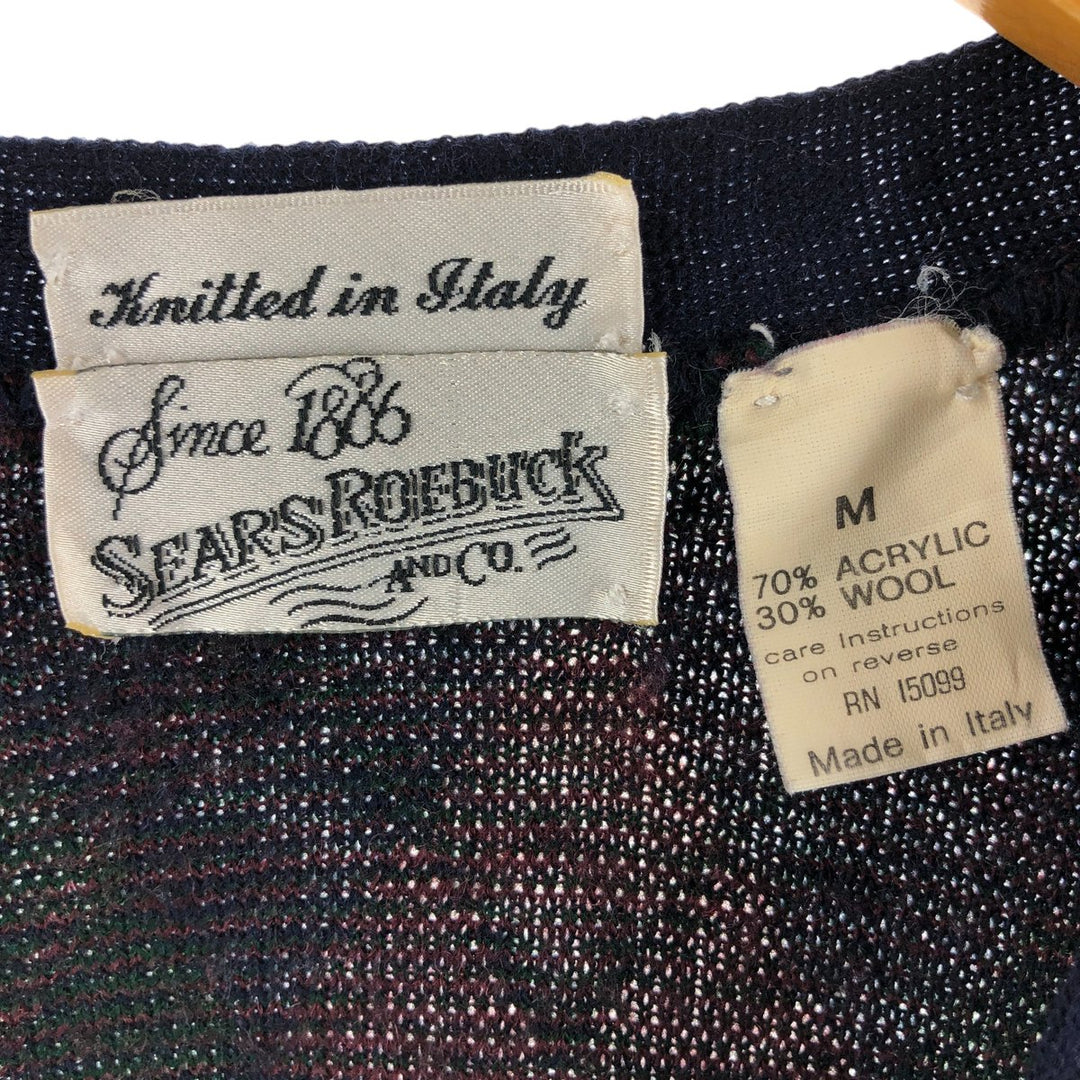 Knitted in Italy
Since 1886
SEARS ROEBUCK
AND CO.
M
70% ACRYLIC
30% WOOL
care Instructions
on reverse
RN 15099
Made in Italy